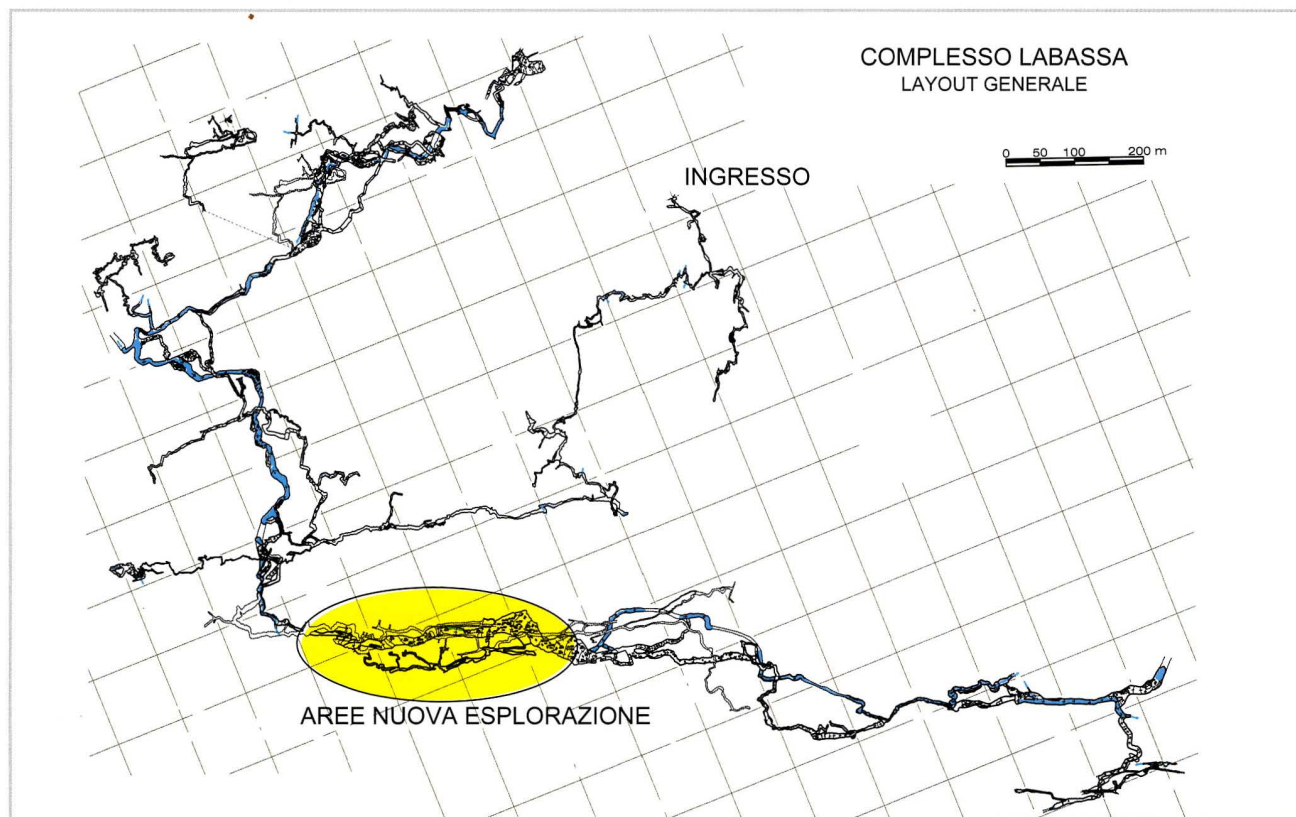 COMPLESSO LABASSA
LAYOUT GENERALE
0 50 100 200 m
INGRESSO
AREE NUOVA ESPLORAZIONE